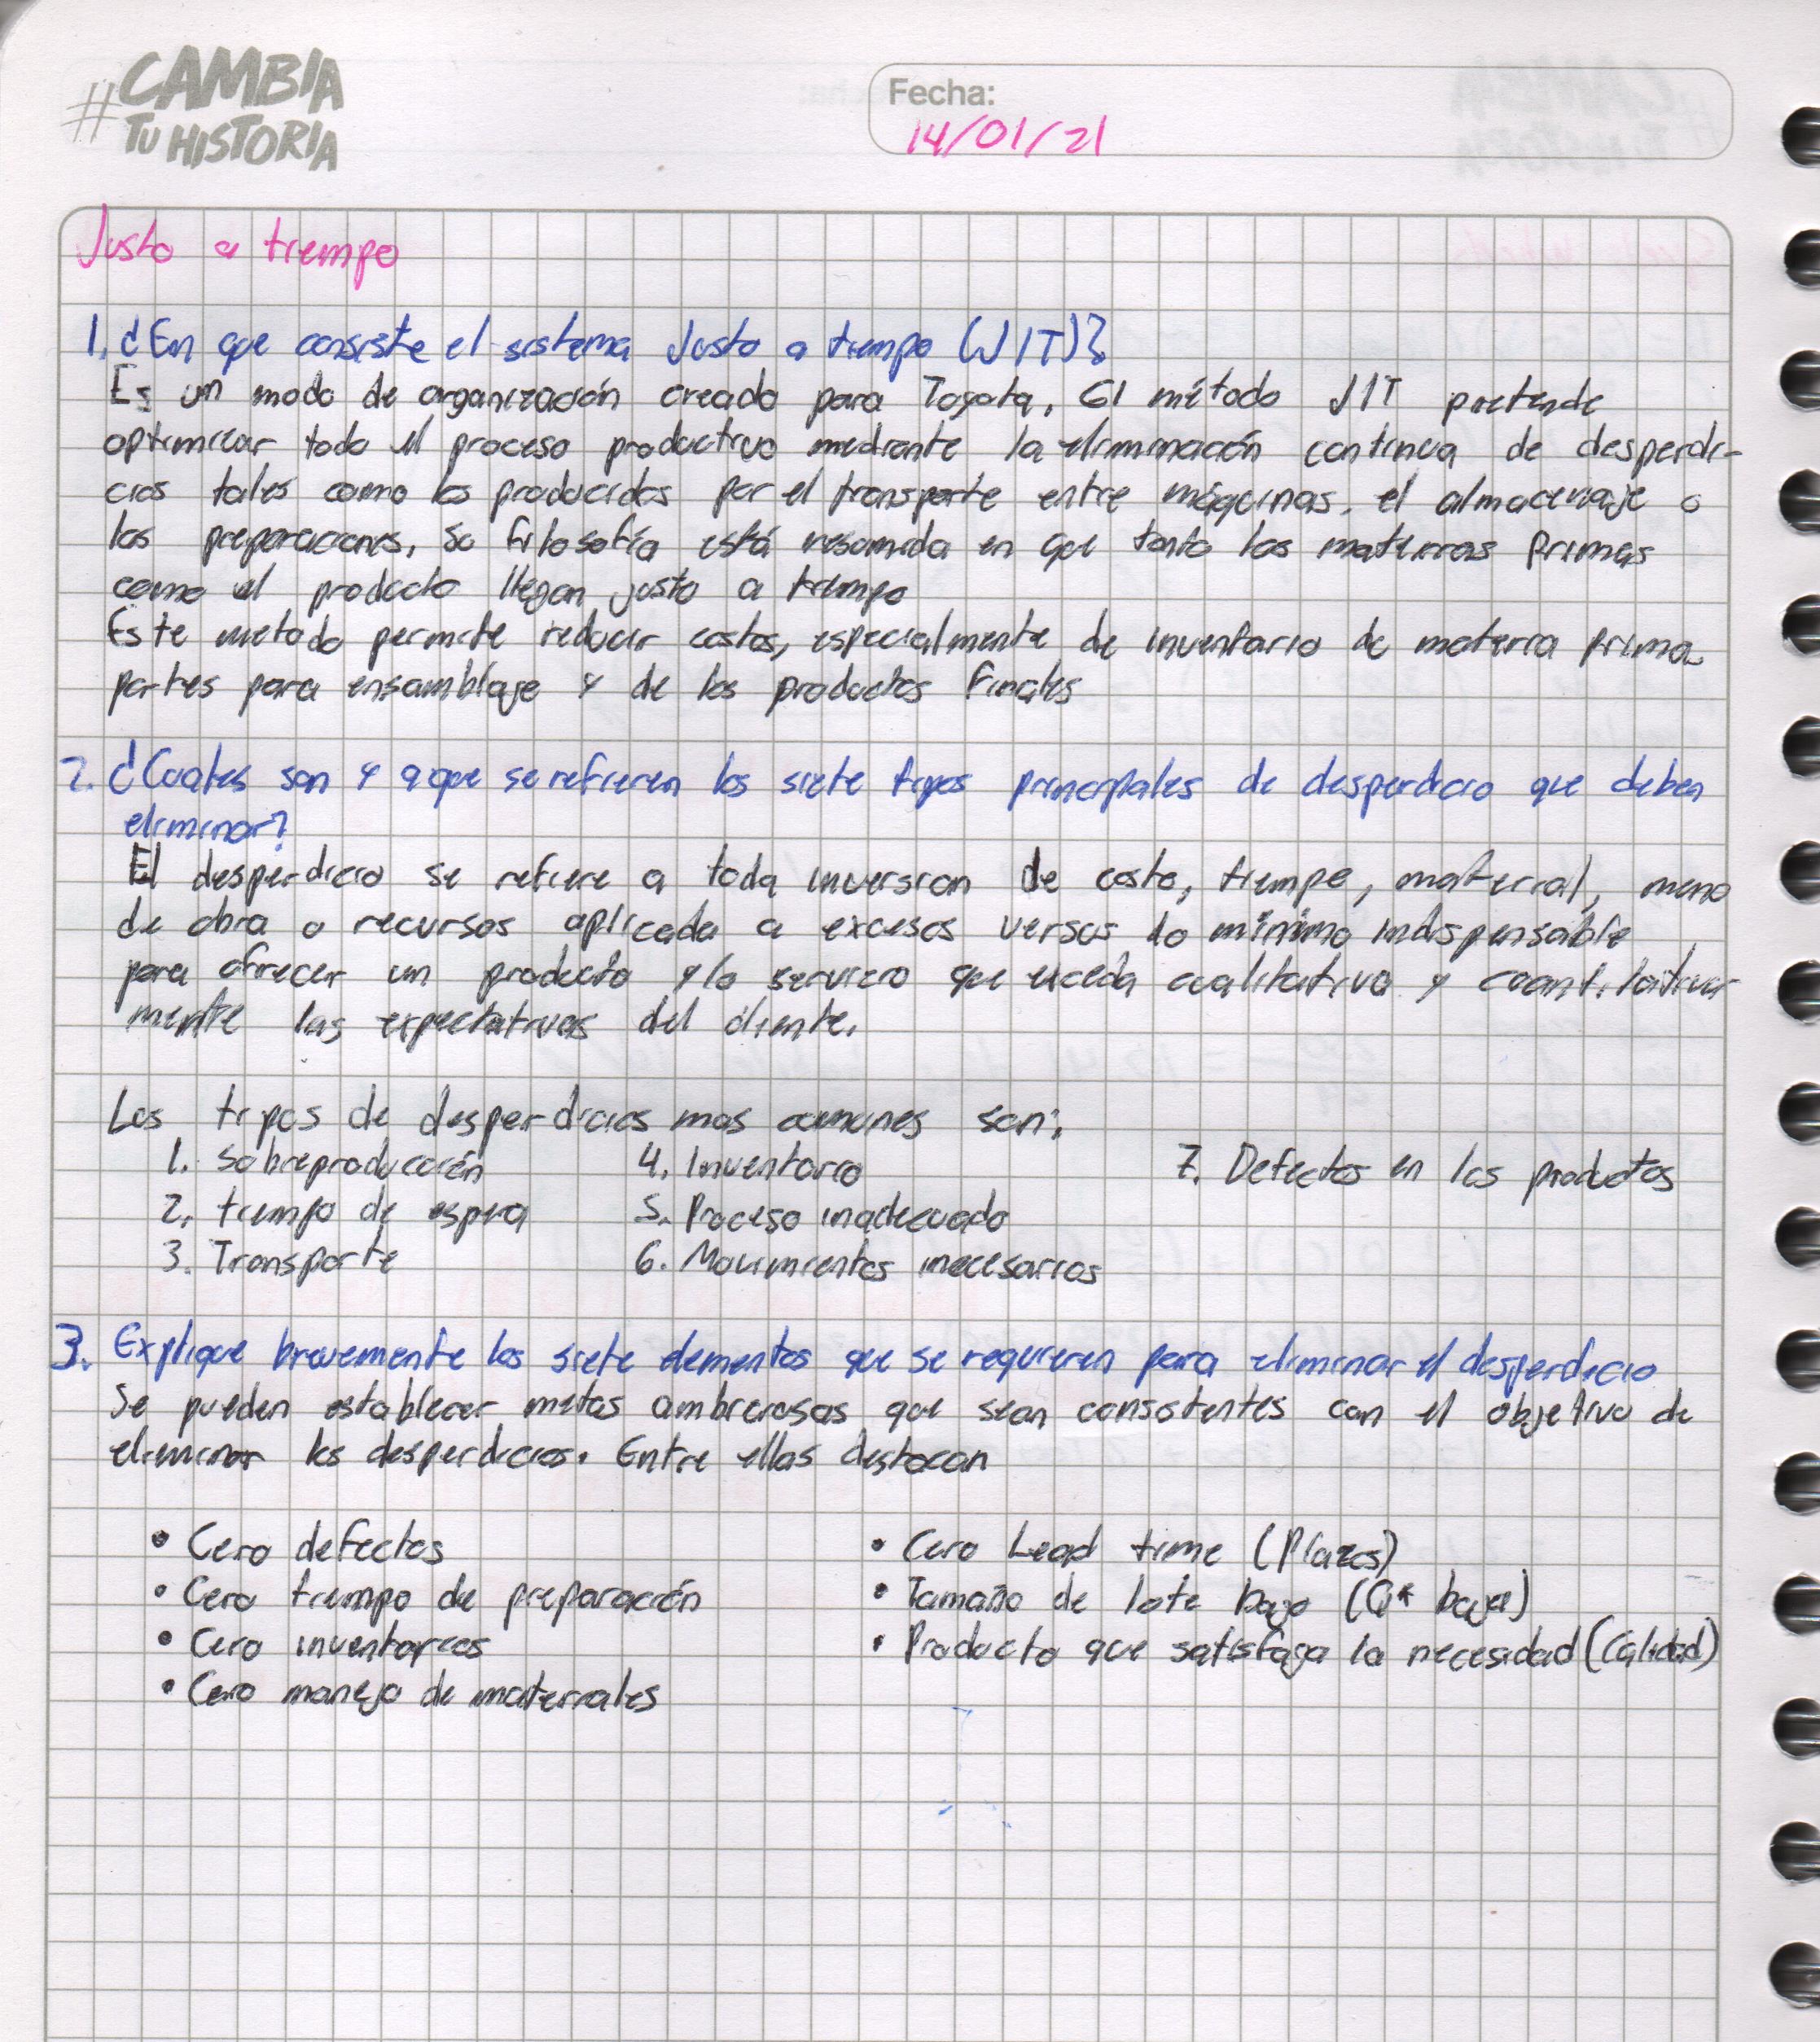 #CAMBIA
TU HISTORIA
Fecha:
14/01/21
Justo a tiempo
1. ¿En que consiste el sistema Justo a tiempo (JIT)?
Es un modo de organización creado para Toyota, El método JIT pretende
optimizar todo el proceso productivo mediante la eliminación continua de desperdi-
cios tales como los producidos por el transporte entre máquinas, el almacenaje o
las preparaciones, Su filosofía está resumida en que tanto las materias primas
como el producto llegan justo a tiempo
Este metodo permite reducir costos, especialmente de inventario de materia prima
partes para ensamblaje y de los productos finales
2. ¿Cuales son y a que se refieren los siete tipos principales de desperdicio que deben
eliminar?
El desperdicio se refiere a toda inversion de costo, tiempo, material, mano
de obra o recursos aplicada a excesos versus lo mínimo indispensable
para ofrecer un producto y/o servicio que exceda cualitativa y cuantitativa-
mente las expectativas del cliente.
Los tipos de desperdicios mas comunes son:
1. Sobreproducción
4. Inventario
7. Defectos en los productos
2. tiempo de espera
5. Proceso inadecuado
3. Transporte
6. Movimientos inecesarios
3. Explique brevemente los siete elementos que se requieren para eliminar el desperdicio
Se pueden establecer metas ambiciosas que sean consistentes con el objetivo de
eliminar los desperdicios. Entre ellas destacan
• Cero defectos
• Cero Lead time (Plazos)
• Cero tiempo de preparación
• Tamaño de lote bajo (Q* baja)
• Cero inventarios
• Producto que satisfaga la necesidad (Calidad)
• Cero manejo de materiales